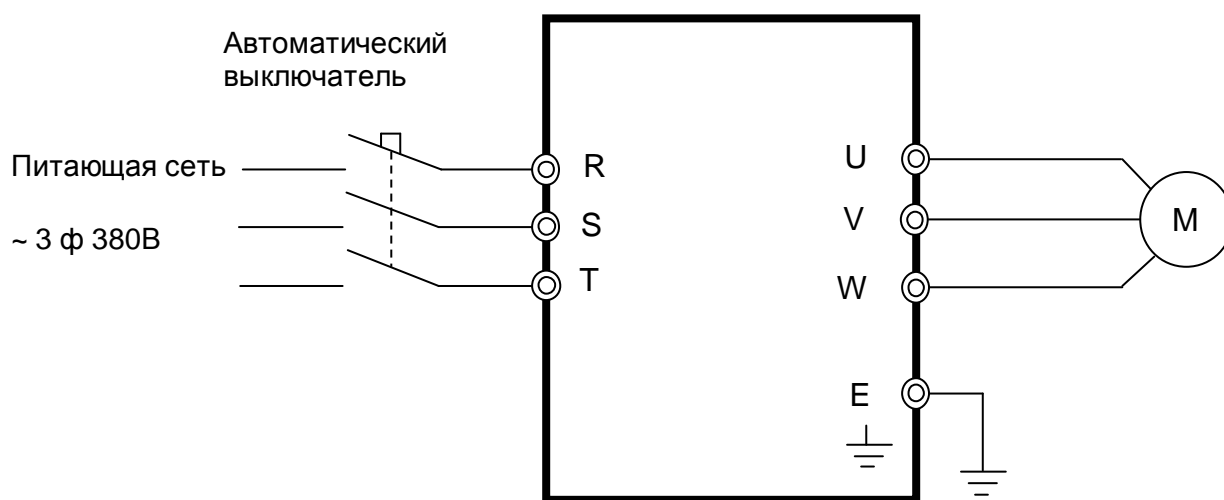 Автоматический
выключатель
Питающая сеть
~ 3 ф 380В
R
S
T
U
V
W
E
M